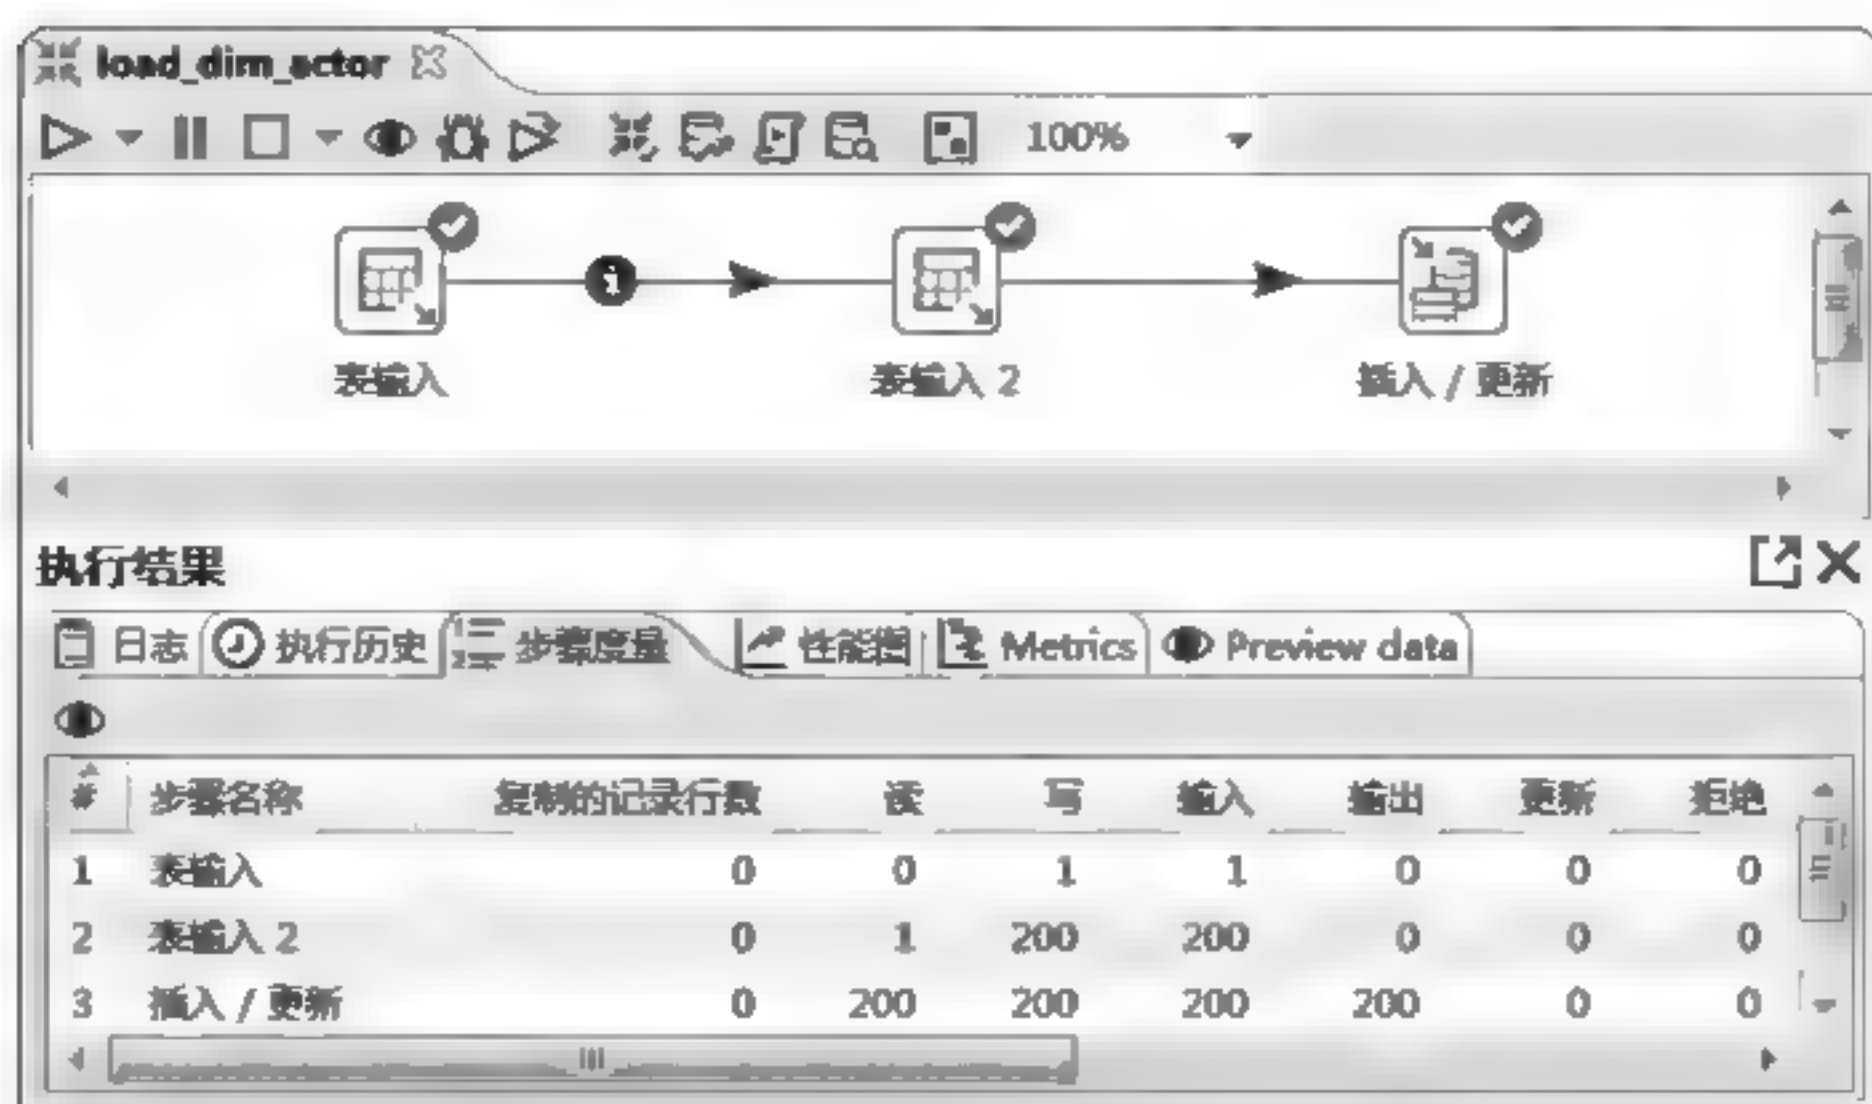 load_dim_actor
100%
表输入 表输入 2 插入 / 更新
执行结果
日志 执行历史 步骤度量 性能图 Metrics Preview data
# 步骤名称 复制的记录行数 读 写 输入 输出 更新 拒绝
1 表输入 0 0 1 1 0 0 0
2 表输入 2 0 1 200 200 0 0 0
3 插入 / 更新 0 200 200 200 200 0 0